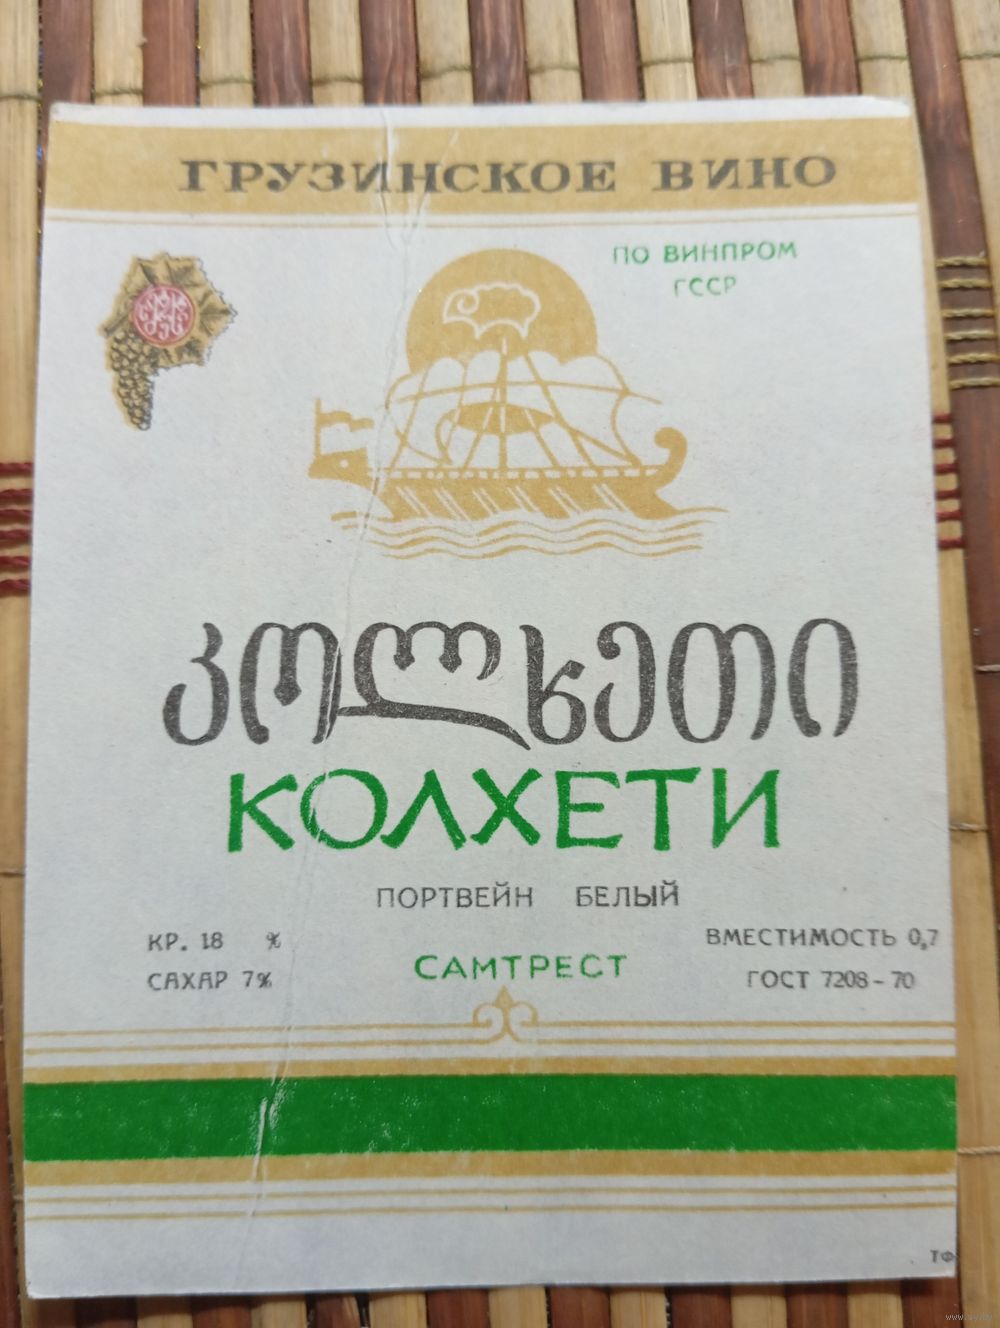 ГРУЗИНСКОЕ ВИНО
ПО ВИНПРОМ
ГССР
კოლხეთი
КОЛХЕТИ
ПОРТВЕЙН БЕЛЫЙ
КР. 18 %
САХАР 7%
САМТРЕСТ
ВМЕСТИМОСТЬ 0,7
ГОСТ 7208-70
ТФ